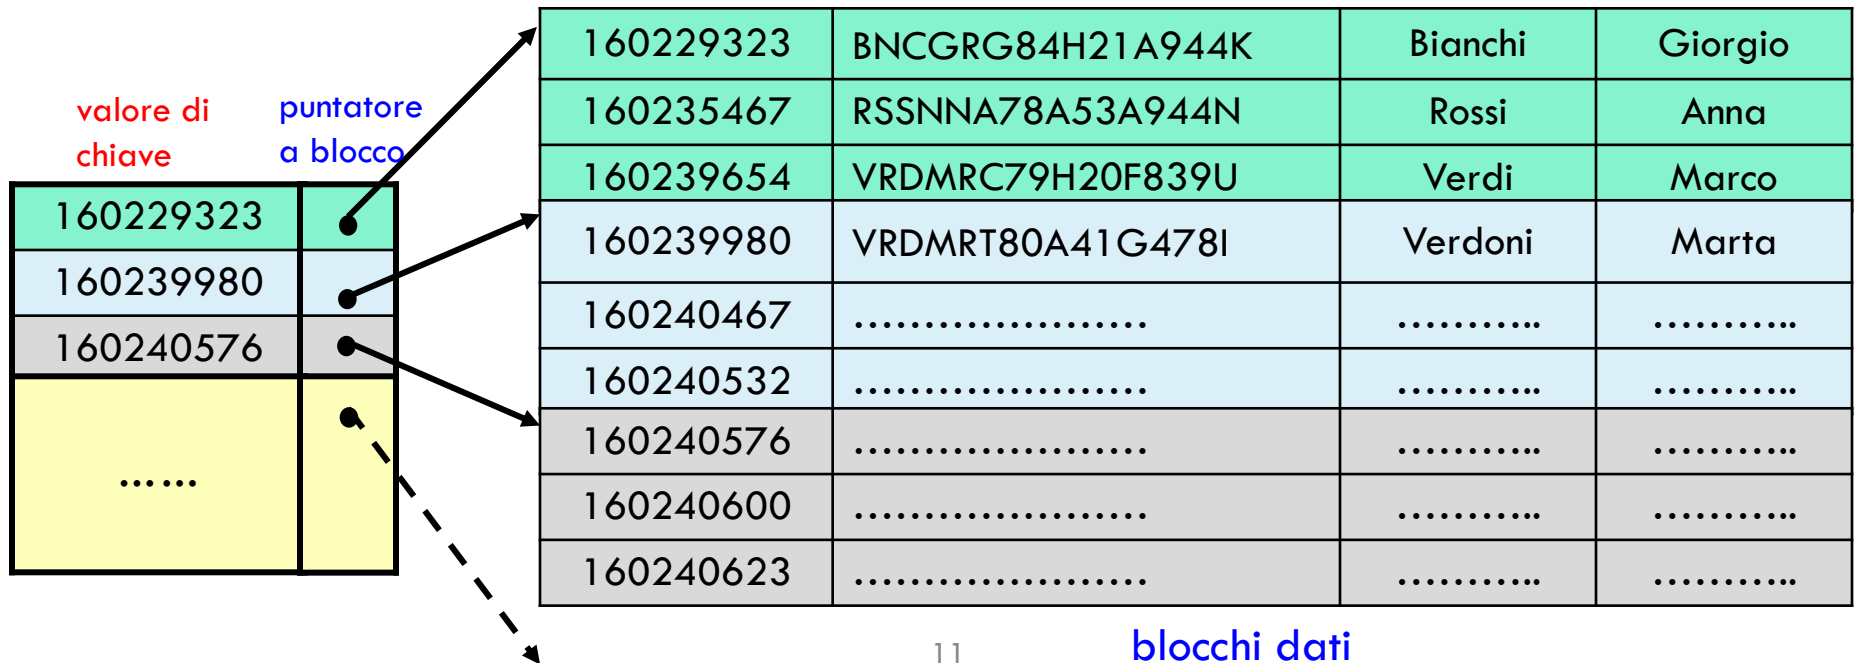 valore di
chiave
puntatore
a blocco
160229323
160239980
160240576
......
160229323 BNCGRG84H21A944K Bianchi Giorgio
160235467 RSSNNA78A53A944N Rossi Anna
160239654 VRDMRC79H20F839U Verdi Marco
160239980 VRDMRT80A41G478I Verdoni Marta
160240467 ..................... ........... ...........
160240532 ..................... ........... ...........
160240576 ..................... ........... ...........
160240600 ..................... ........... ...........
160240623 ..................... ........... ...........
11
blocchi dati